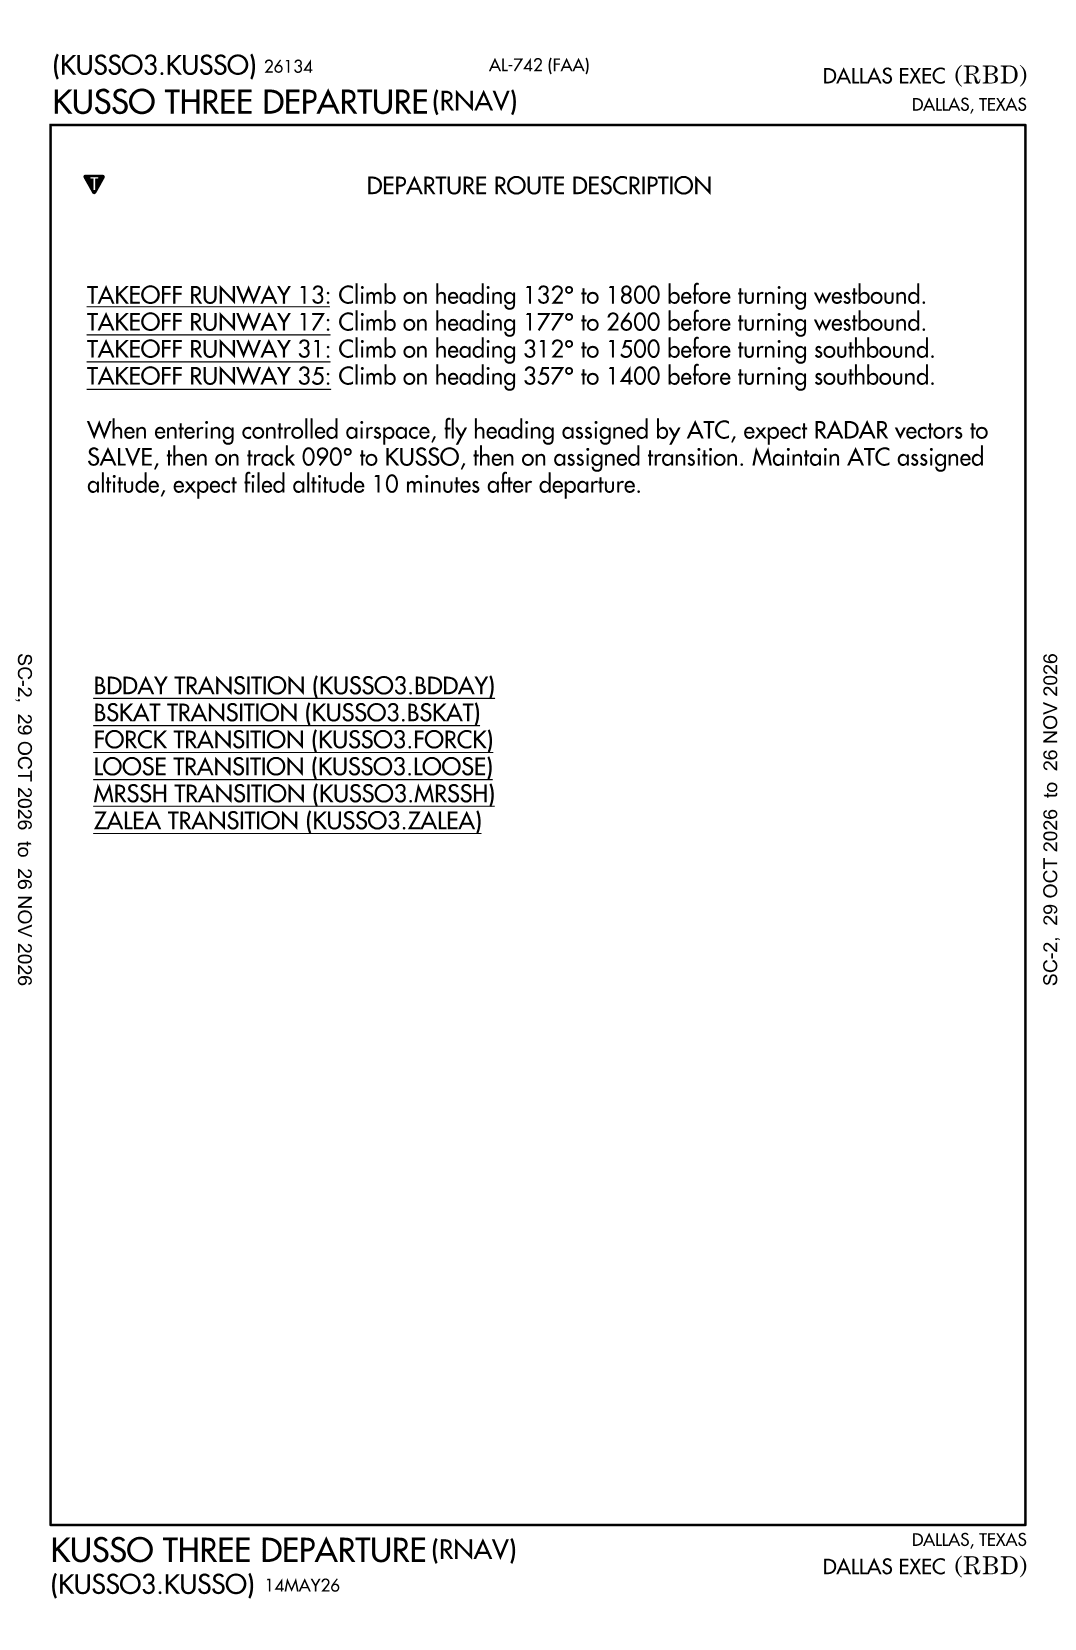 (KUSSO3.KUSSO) 26134
AL-742 (FAA)
DALLAS EXEC (RBD)
KUSSO THREE DEPARTURE (RNAV)
DALLAS, TEXAS
T
DEPARTURE ROUTE DESCRIPTION
TAKEOFF RUNWAY 13: Climb on heading 132° to 1800 before turning westbound.
TAKEOFF RUNWAY 17: Climb on heading 177° to 2600 before turning westbound.
TAKEOFF RUNWAY 31: Climb on heading 312° to 1500 before turning southbound.
TAKEOFF RUNWAY 35: Climb on heading 357° to 1400 before turning southbound.
When entering controlled airspace, fly heading assigned by ATC, expect RADAR vectors to
SALVE, then on track 090° to KUSSO, then on assigned transition. Maintain ATC assigned
altitude, expect filed altitude 10 minutes after departure.
BDDAY TRANSITION (KUSSO3.BDDAY)
BSKAT TRANSITION (KUSSO3.BSKAT)
FORCK TRANSITION (KUSSO3.FORCK)
LOOSE TRANSITION (KUSSO3.LOOSE)
MRSSH TRANSITION (KUSSO3.MRSSH)
ZALEA TRANSITION (KUSSO3.ZALEA)
SC-2, 29 OCT 2026 to 26 NOV 2026
SC-2, 29 OCT 2026 to 26 NOV 2026
KUSSO THREE DEPARTURE (RNAV)
DALLAS, TEXAS
(KUSSO3.KUSSO) 14MAY26
DALLAS EXEC (RBD)